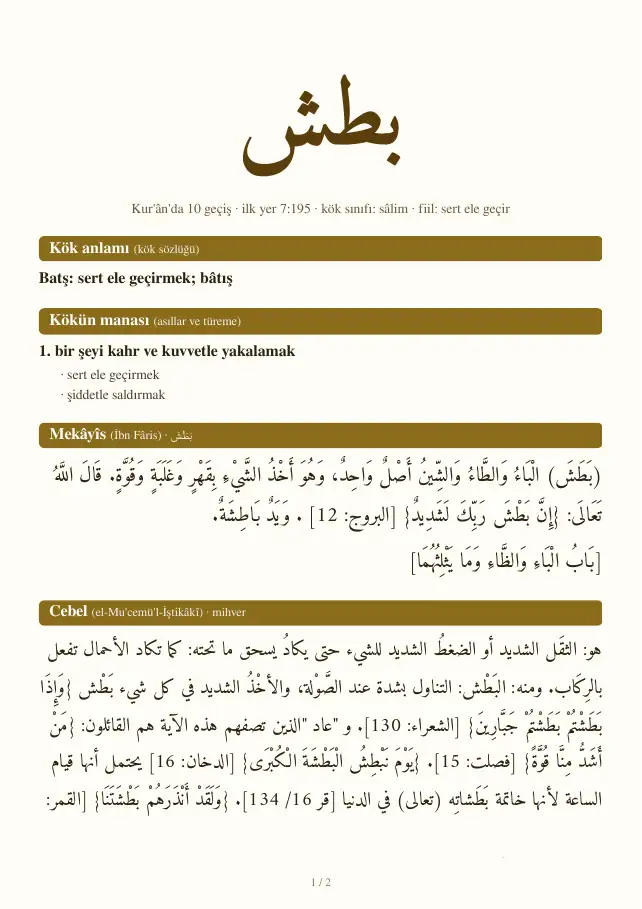 بطش
Kur'ân'da 10 geçiş · ilk yer 7:195 · kök sınıfı: sâlim · fiil: sert ele geçir
Kök anlamı (kök sözlüğü)
Batş: sert ele geçirmek; bâtış
Kökün manası (asıllar ve türeme)
1. bir şeyi kahr ve kuvvetle yakalamak
· sert ele geçirmek
· şiddetle saldırmak
Mekâyîs (İbn Fâris) · بَطَشَ
(بَطَشَ) الْبَاءُ وَالطَّاءُ وَالشِّينُ أَصْلٌ وَاحِدٌ، وَهُوَ أَخْذُ الشَّيْءِ بِقَهْرٍ وَغَلَبَةٍ وَقُوَّةٍ. قَالَ اللَّهُ
تَعَالَى: {إِنَّ بَطْشَ رَبِّكَ لَشَدِيدٌ} [البروج: 12] . وَيَدٌ بَاطِشَةٌ.
[بَابُ الْبَاءِ وَالظَّاءِ وَمَا يَثْلِثُهُمَا]
Cebel (el-Mu'cemü'l-İştikâkî) · mihver
هو: الثقَل الشديد أو الضغطُ الشديد للشيء حتى يكادُ يسحق ما تحته: كما تكاد الأحمال تفعل
بالرِكَاب. ومنه: البَطْش: التناول بشدة عند الصَّوْلة، والأخْذُ الشديد في كل شيء بَطْش {وَإِذَا
بَطَشْتُمْ بَطَشْتُمْ جَبَّارِينَ} [الشعراء: 130]. و "عاد "الذين تصفهم هذه الآية هم القائلون: {مَنْ
أَشَدُّ مِنَّا قُوَّةً} [فصلت: 15]. {يَوْمَ نَبْطِشُ الْبَطْشَةَ الْكُبْرَى} [الدخان: 16] يحتمل أنها قيام
الساعة لأنها خاتمة بَطَشاتِه (تعالى) في الدنيا [قر 16/ 134]. {وَلَقَدْ أَنْذَرَهُمْ بَطْشَتَنَا} [القمر:
1 / 2